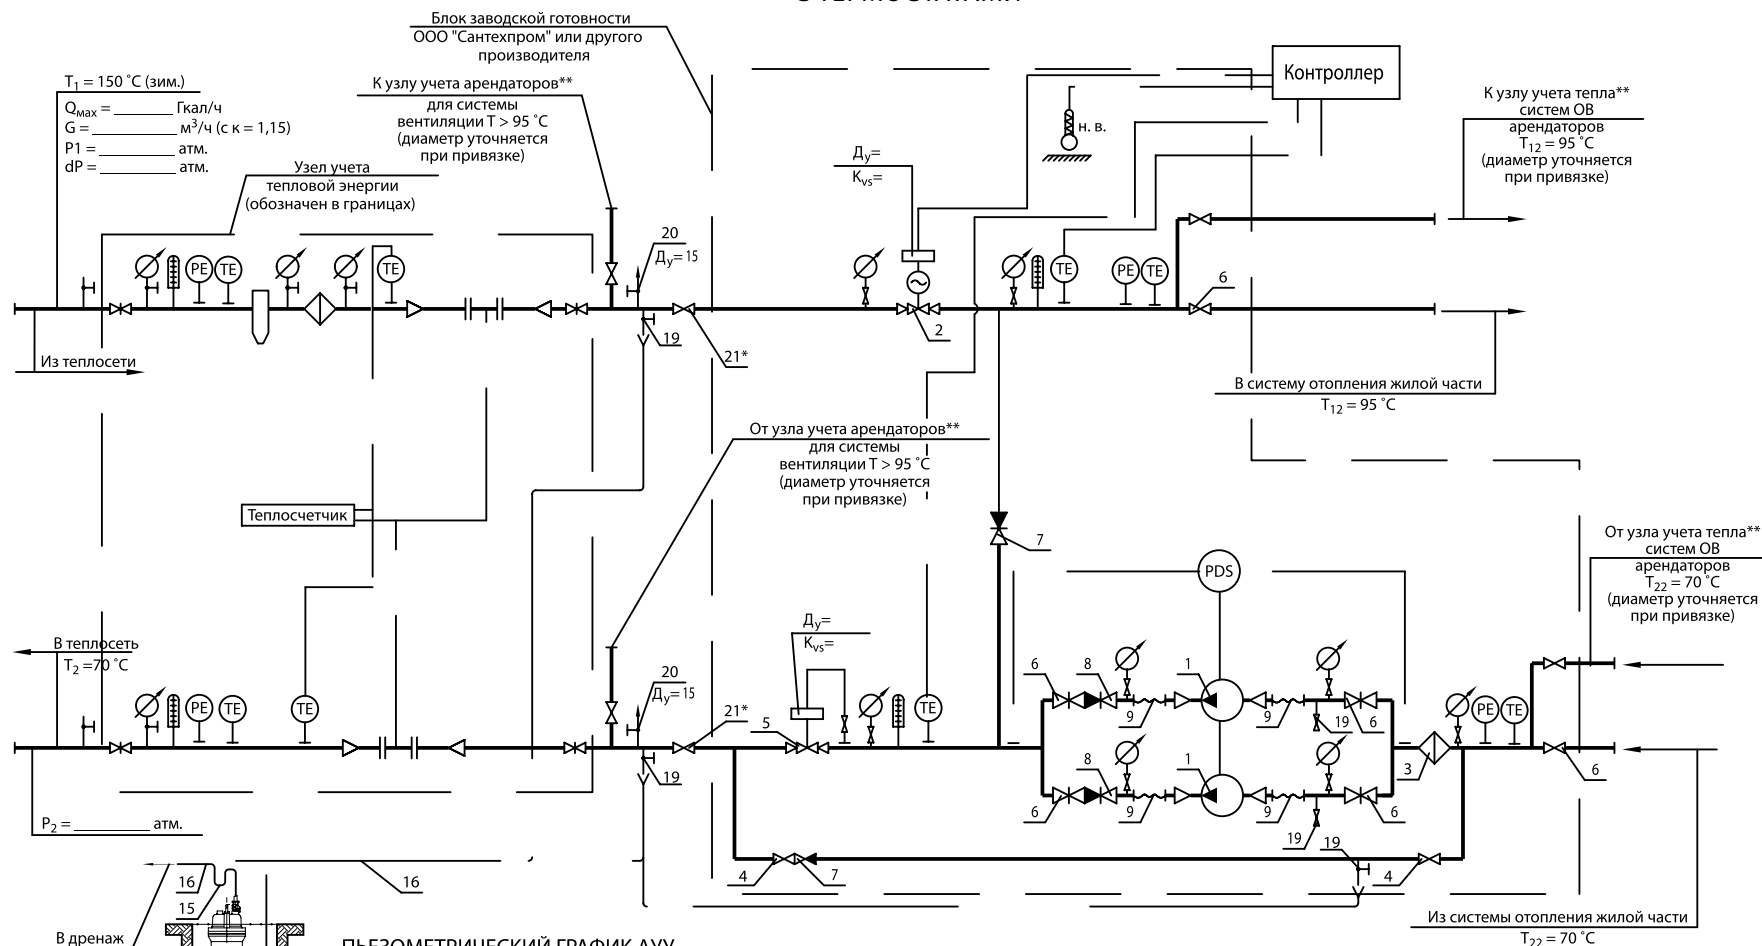 Блок заводской готовности
ООО "Сантехпром" или другого
производителя
T1 = 150 ˚C (зим.)
Qмах = ________ Гкал/ч
G = ____________ м³/ч (с к = 1,15)
P1 = ___________ атм.
dP = ___________ атм.
К узлу учета арендаторов**
для системы
вентиляции T > 95 ˚C
(диаметр уточняется
при привязке)
Узел учета
тепловой энергии
(обозначен в границах)
Контроллер
н. в.
Ду=
Kvs=
К узлу учета тепла**
систем ОВ
арендаторов
T12 = 95 ˚C
(диаметр уточняется
при привязке)
20
Ду=15
PE
TE
TE
TE
PE
TE
6
2
19
21*
Из теплосети
В систему отопления жилой части
T12 = 95 ˚C
От узла учета арендаторов**
для системы
вентиляции T > 95 ˚C
(диаметр уточняется
при привязке)
Теплосчетчик
7
PDS
От узла учета тепла**
систем ОВ
арендаторов
T22 = 70 ˚C
(диаметр уточняется
при привязке)
В теплосеть
T2 =70 ˚C
Ду=
Kvs=
20
Ду=15
21*
5
PE
TE
TE
TE
6
8
1
9
9
19
6
PE
TE
19
8
1
3
6
6
9
9
6
19
19
P2 = __________ атм.
4
7
4
16
16
15
В дренаж
Из системы отопления жилой части
T22 = 70 ˚C
ПЬЕЗОМЕТРИЧЕСКИЙ ГРАФИК АУУ